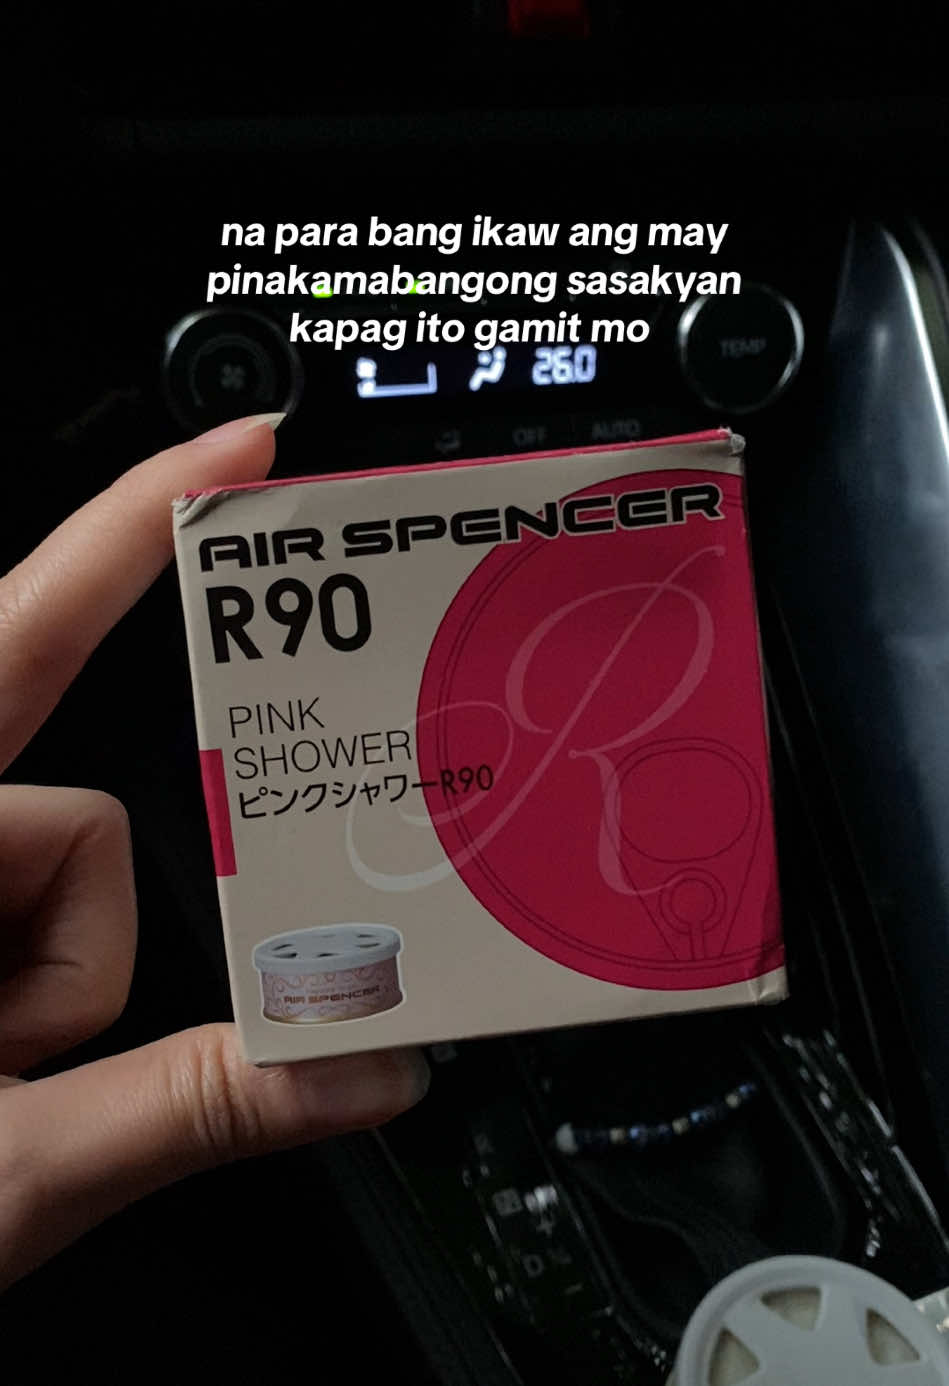 na para bang ikaw ang may
pinakamabangong sasakyan
kapag ito gamit mo
TEMP
26.0
OFF
AUTO
AIR SPENCER
R90
R
PINK
SHOWER
ピンクシャワーR90
AIR SPENCER
+
D